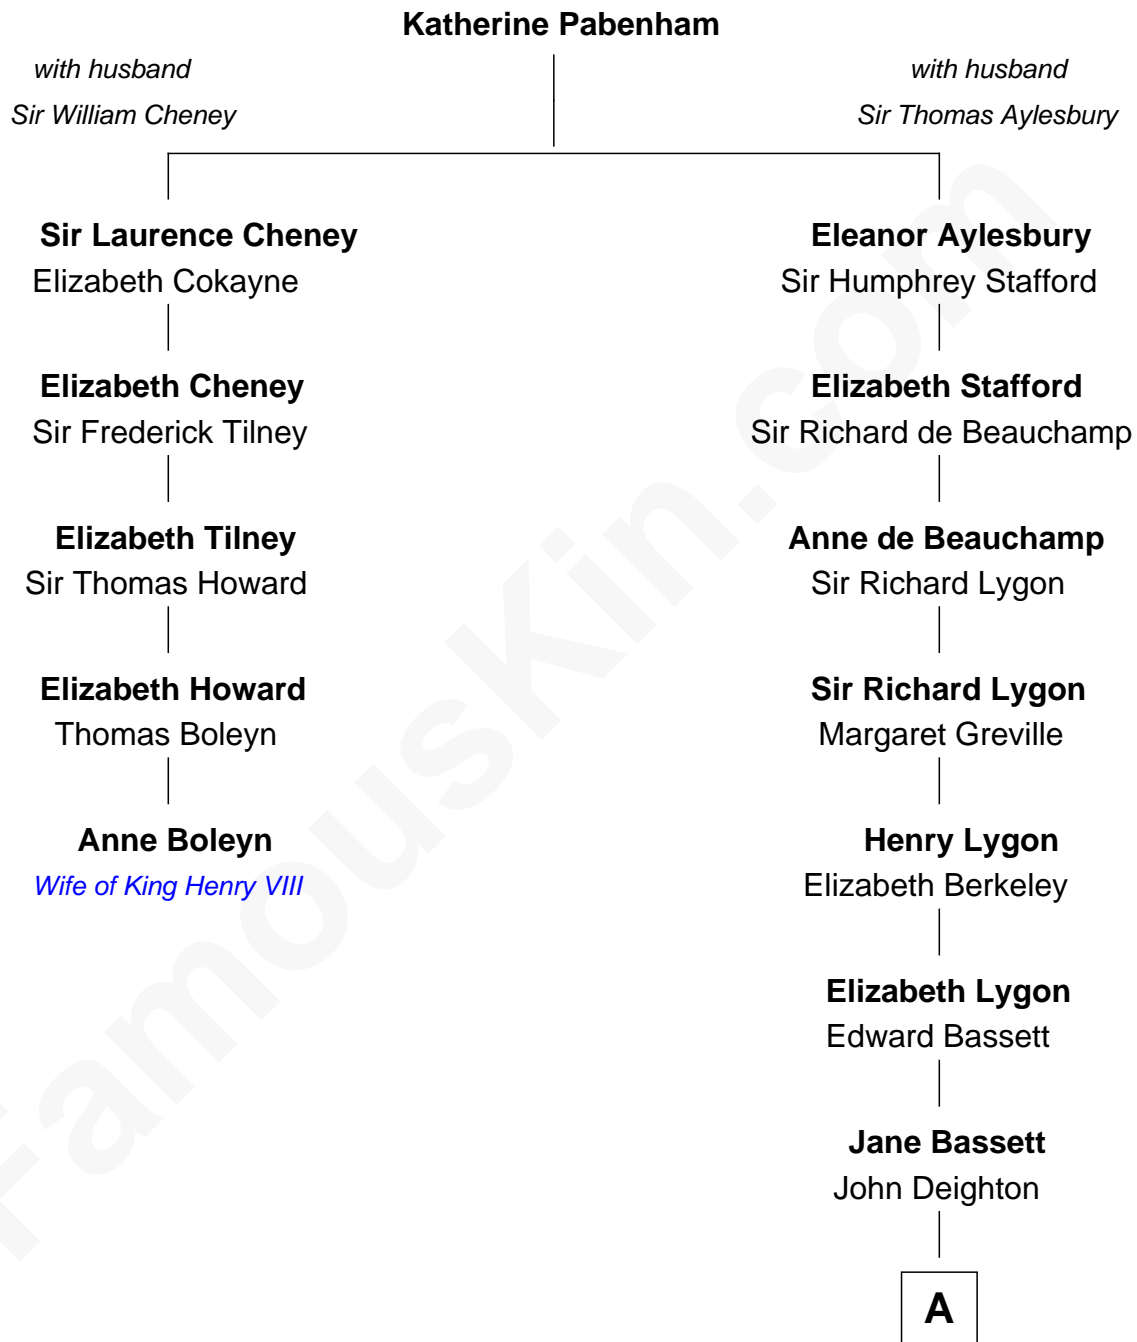 Katherine Pabenham
with husband
Sir William Cheney
with husband
Sir Thomas Aylesbury
Sir Laurence Cheney
Elizabeth Cokayne
Eleanor Aylesbury
Sir Humphrey Stafford
Elizabeth Cheney
Sir Frederick Tilney
Elizabeth Stafford
Sir Richard de Beauchamp
Elizabeth Tilney
Sir Thomas Howard
Anne de Beauchamp
Sir Richard Lygon
Elizabeth Howard
Thomas Boleyn
Sir Richard Lygon
Margaret Greville
Anne Boleyn
Wife of King Henry VIII
Henry Lygon
Elizabeth Berkeley
Elizabeth Lygon
Edward Bassett
Jane Bassett
John Deighton
A
FamousKin.com